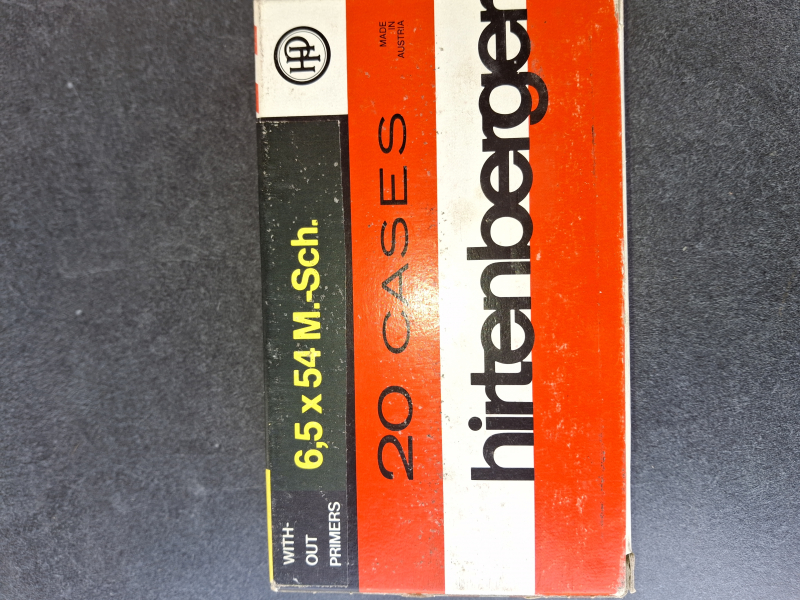 HP
WITH-
OUT
PRIMERS
6,5 x 54 M.-Sch.
20 CASES
MADE
IN
AUSTRIA
hirtenberger